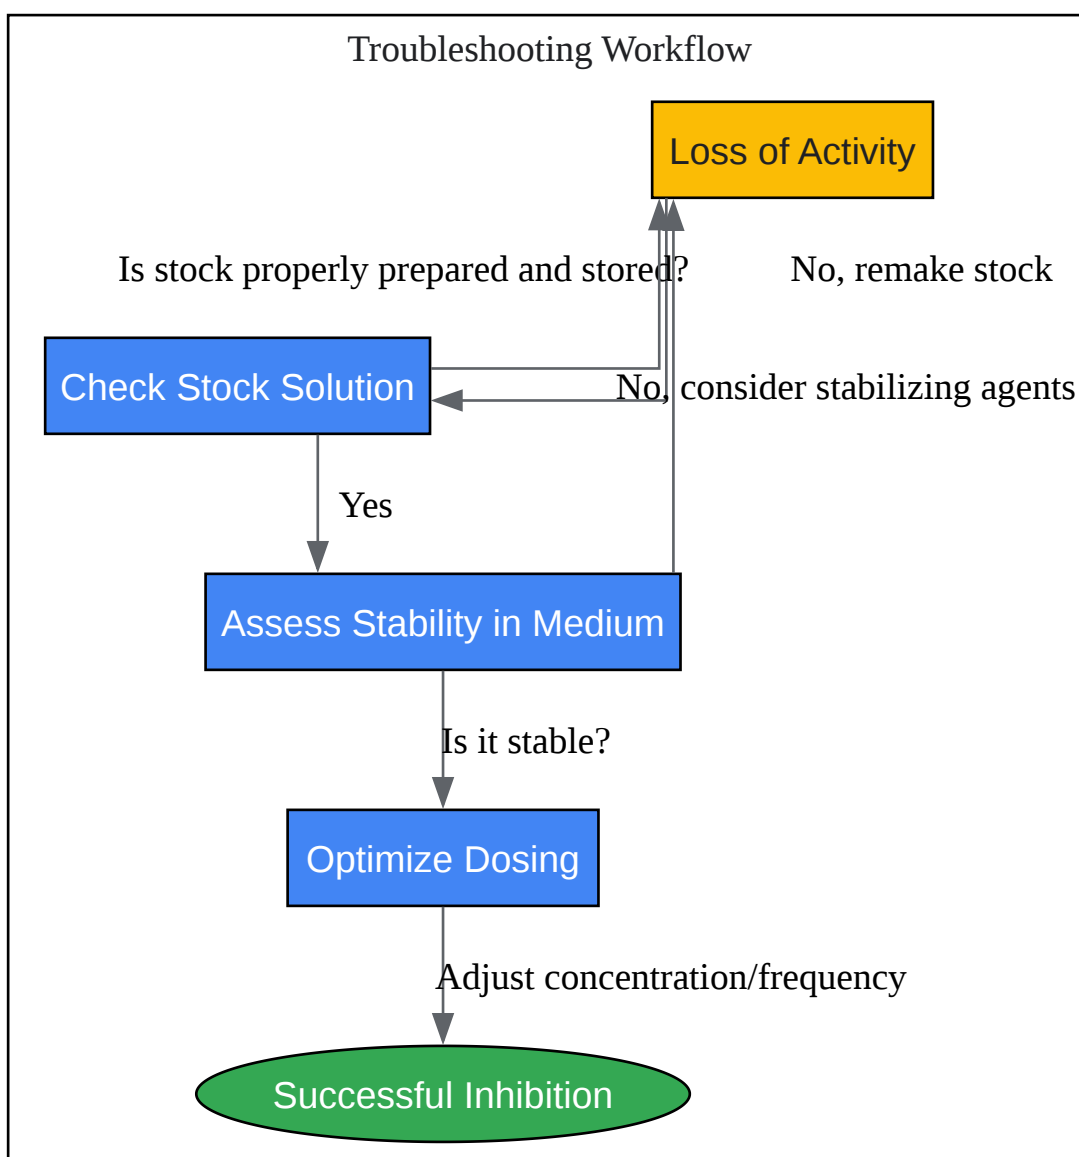 Troubleshooting Workflow
Loss of Activity
Is stock properly prepared and stored?
No, remake stock
Check Stock Solution
No, consider stabilizing agents
Yes
Assess Stability in Medium
Is it stable?
Optimize Dosing
Adjust concentration/frequency
Successful Inhibition